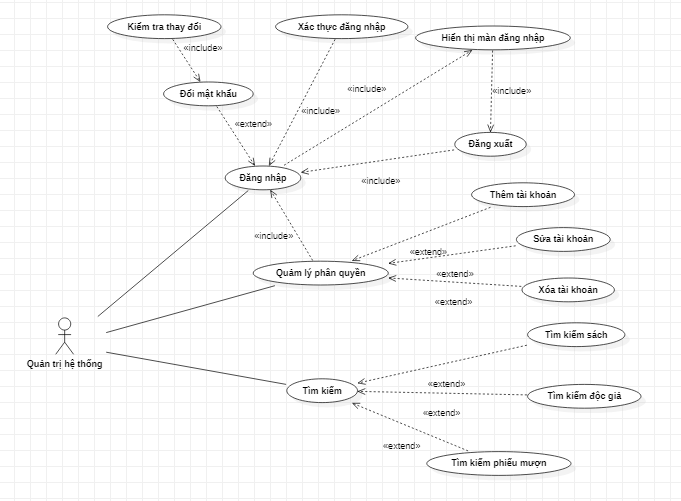 Kiểm tra thay đổi
Xác thực đăng nhập
Hiển thị màn đăng nhập
«include»
«include»
«include»
Đổi mật khẩu
«include»
«extend»
Đăng xuất
Đăng nhập
«include»
Thêm tài khoản
«include»
Sửa tài khoản
«extend»
Quảm lý phân quyền
«extend»
Xóa tài khoản
«extend»
Tìm kiếm sách
Quản trị hệ thống
«extend»
Tìm kiếm
Tìm kiếm độc giả
«extend»
«extend»
Tìm kiếm phiếu mượn